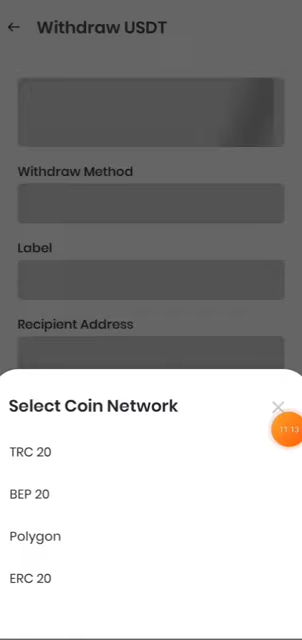 Withdraw USDT
Withdraw Method
Label
Recipient Address
Select Coin Network
11:13
TRC 20
BEP 20
Polygon
ERC 20